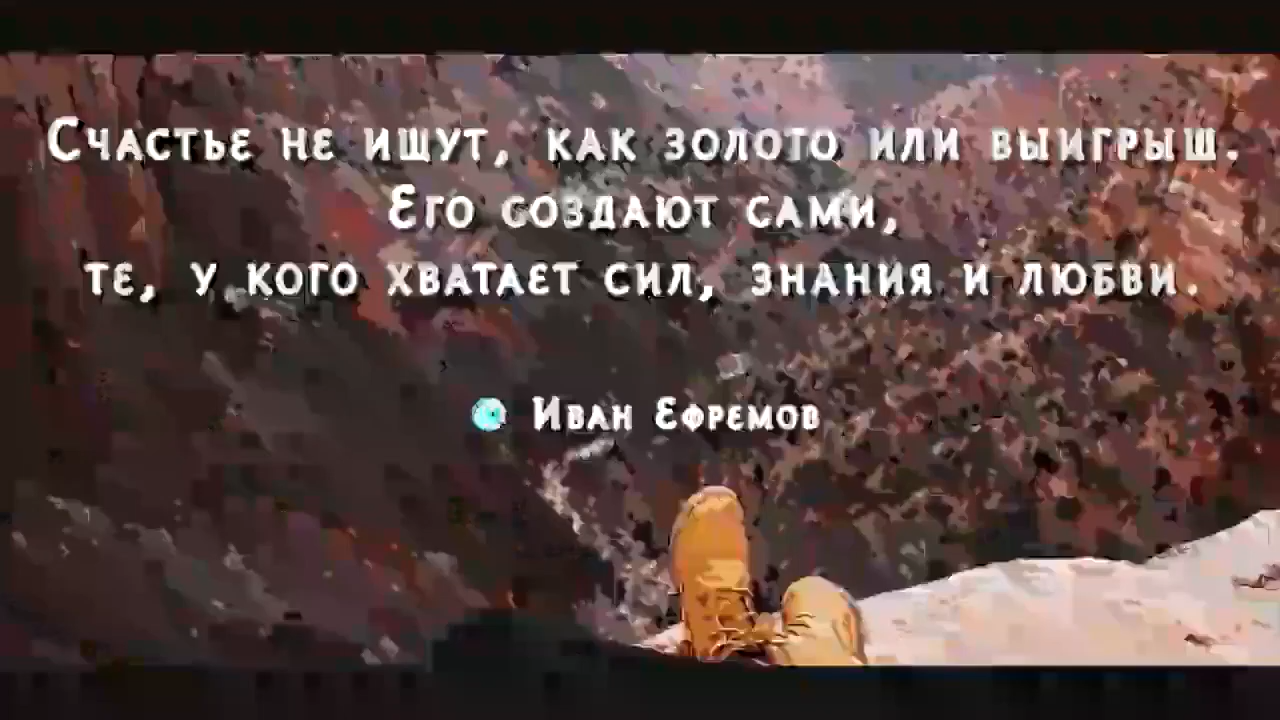 Счастье не ищут, как золото или выигрыш.
Его создают сами,
те, у кого хватает сил, знания и любви.
Иван Ефремов